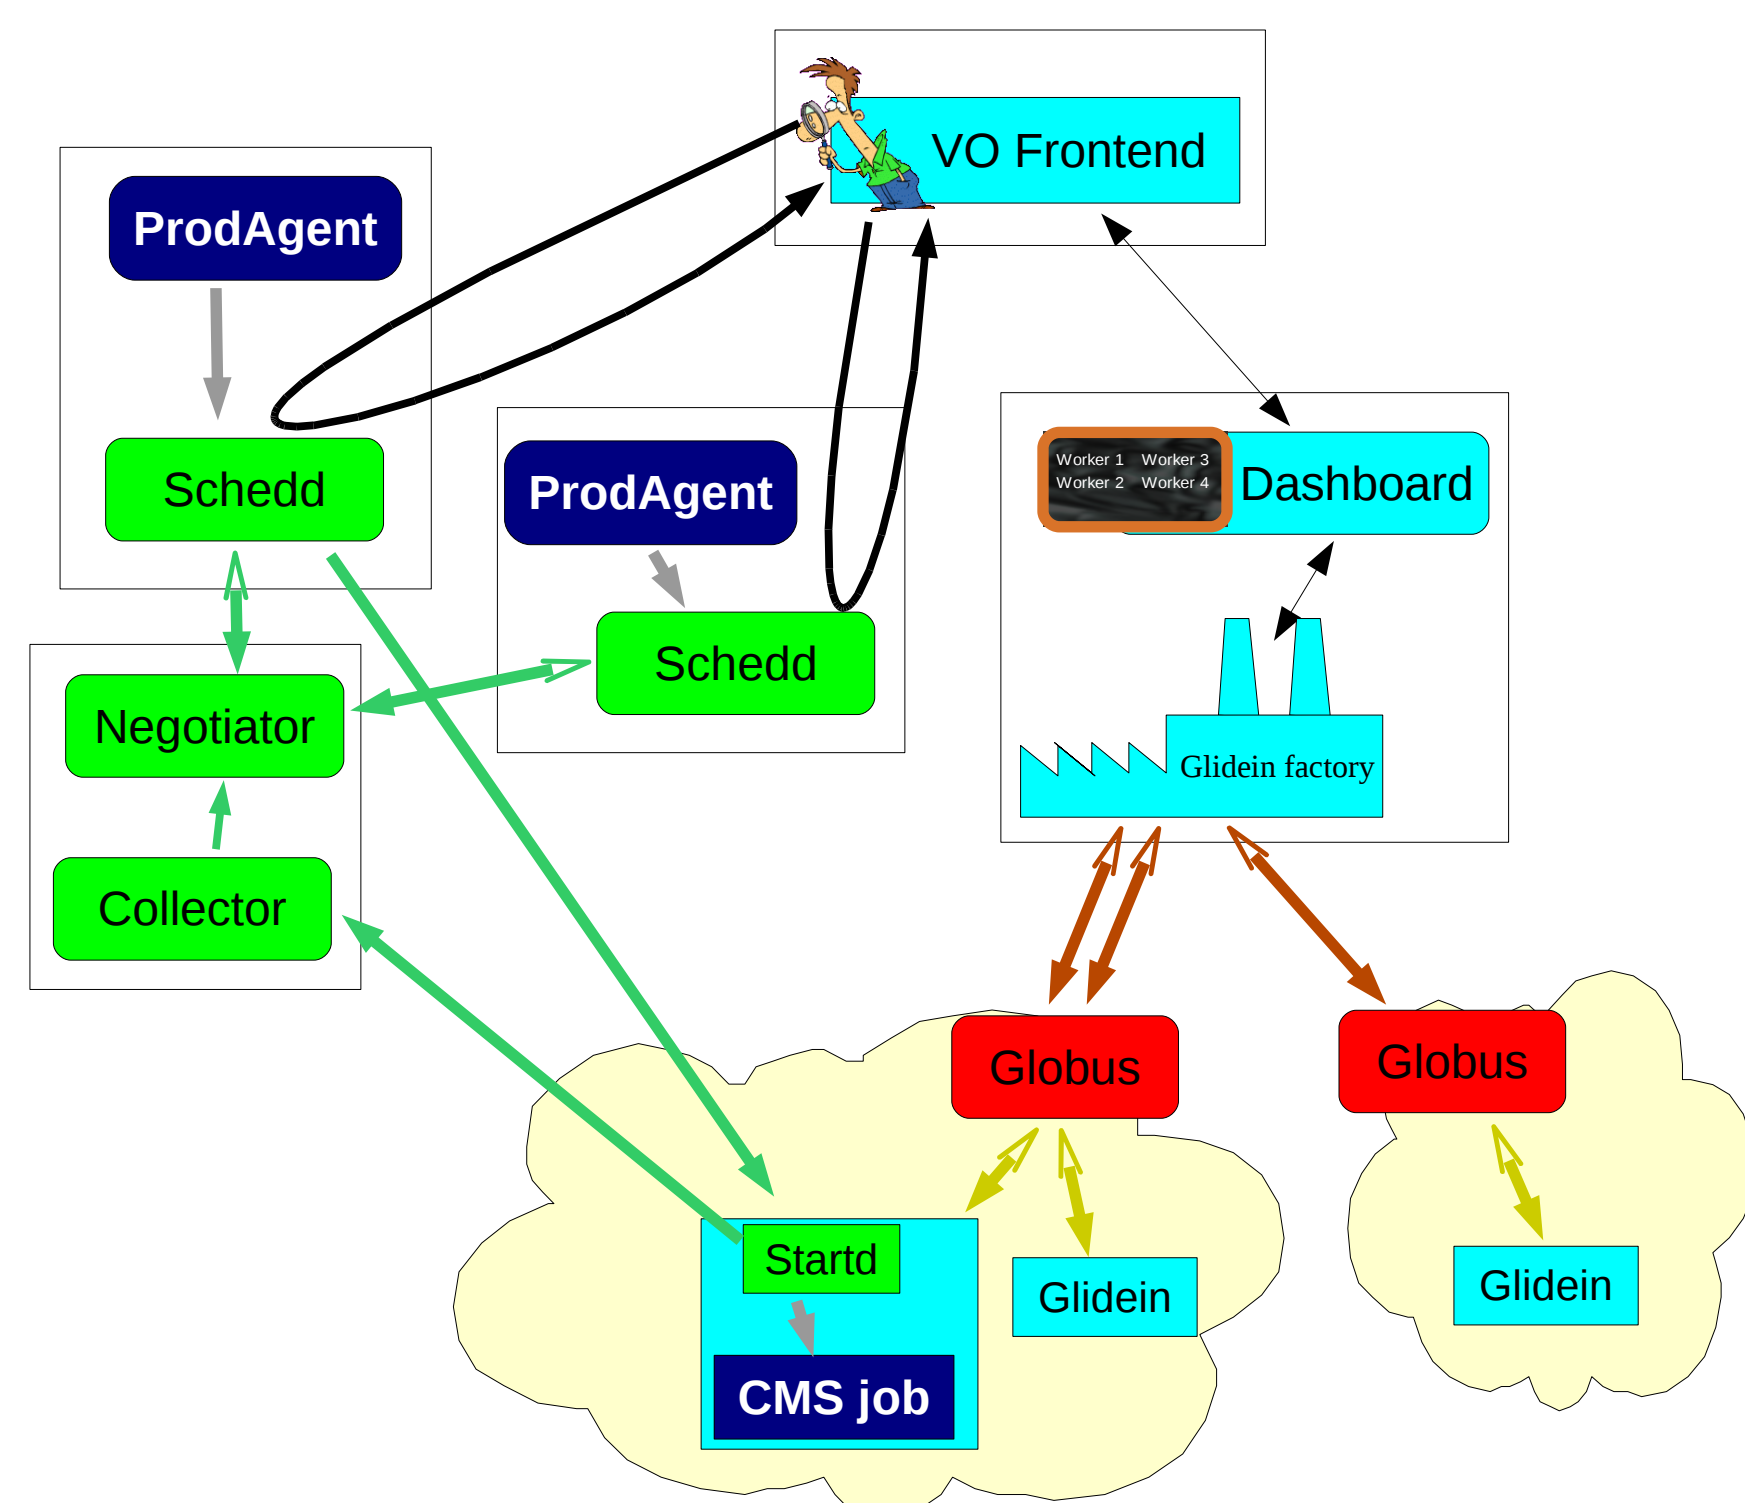 VO Frontend
ProdAgent
Schedd
ProdAgent
Schedd
Worker 1 Worker 3
Worker 2 Worker 4
Dashboard
Glidein factory
Negotiator
Collector
Globus
Globus
Startd
CMS job
Glidein
Glidein